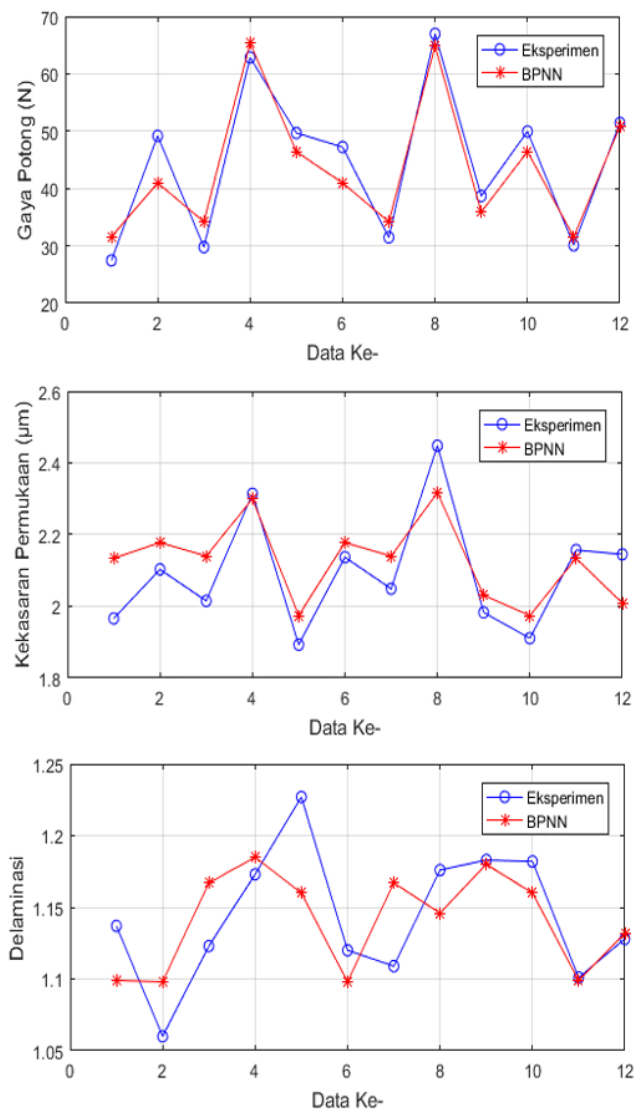 70
60
50
40
30
20
Gaya Potong (N)
Eksperimen
BPNN
0 2 4 6 8 10 12
Data Ke-
2.6
2.4
2.2
2
1.8
Kekasaran Permukaan (μm)
Eksperimen
BPNN
0 2 4 6 8 10 12
Data Ke-
1.25
1.2
1.15
1.1
1.05
Delaminasi
Eksperimen
BPNN
0 2 4 6 8 10 12
Data Ke-